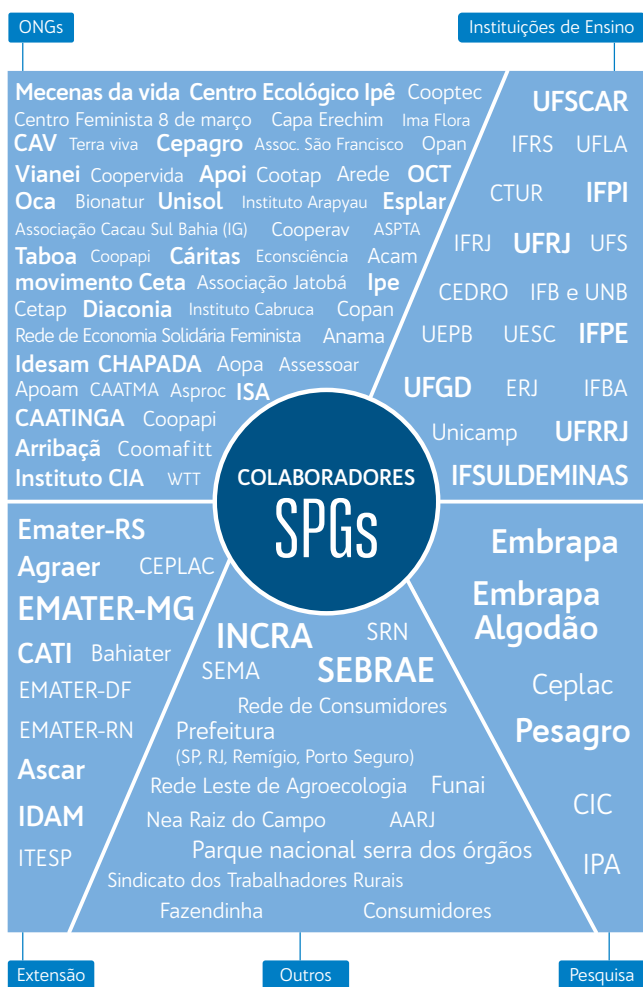 ONGs
Instituições de Ensino
Mecenas da vida Centro Ecológico Ipê Cooptec
Centro Feminista 8 de março Capa Erechim Ima Flora
CAV Terra viva Cepagro Assoc. São Francisco Opan
Vianei Coopervida Apoi Cootap Arede OCT
Oca Bionatur Unisol Instituto Arapyau Esplar
Associação Cacau Sul Bahia (IG) Cooperav ASPTA
Taboa Coopapi Cáritas Econsciência Acam
movimento Ceta Associação Jatobá Ipe
Cetap Diaconia Instituto Cabruca Copan
Rede de Economia Solidária Feminista Anama
Idesam CHAPADA Aopa Assessoar
Apoam CAATMA Asproc ISA
CAATINGA Coopapi
Arribaçã Coomafitt
Instituto CIA WTT
UFSCAR
IFRS UFLA
CTUR IFPI
IFRJ UFRJ UFS
CEDRO IFB e UNB
UEPB UESC IFPE
UFGD ERJ IFBA
Unicamp UFRRJ
IFSULDEMINAS
COLABORADORES
SPGs
Emater-RS
Agraer CEPLAC
EMATER-MG
CATI Bahiater
EMATER-DF
EMATER-RN
Ascar
IDAM
ITESP
INCRA SRN
SEMA SEBRAE
Rede de Consumidores
Prefeitura
(SP, RJ, Remígio, Porto Seguro)
Rede Leste de Agroecologia Funai
Nea Raiz do Campo AARJ
Parque nacional serra dos órgãos
Sindicato dos Trabalhadores Rurais
Fazendinha Consumidores
Embrapa
Embrapa
Algodão
Ceplac
Pesagro
CIC
IPA
Extensão
Outros
Pesquisa